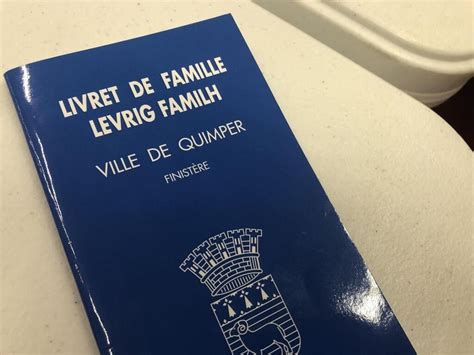 LIVRET DE FAMILLE
LEVRIG FAMILH
VILLE DE QUIMPER
FINISTÈRE